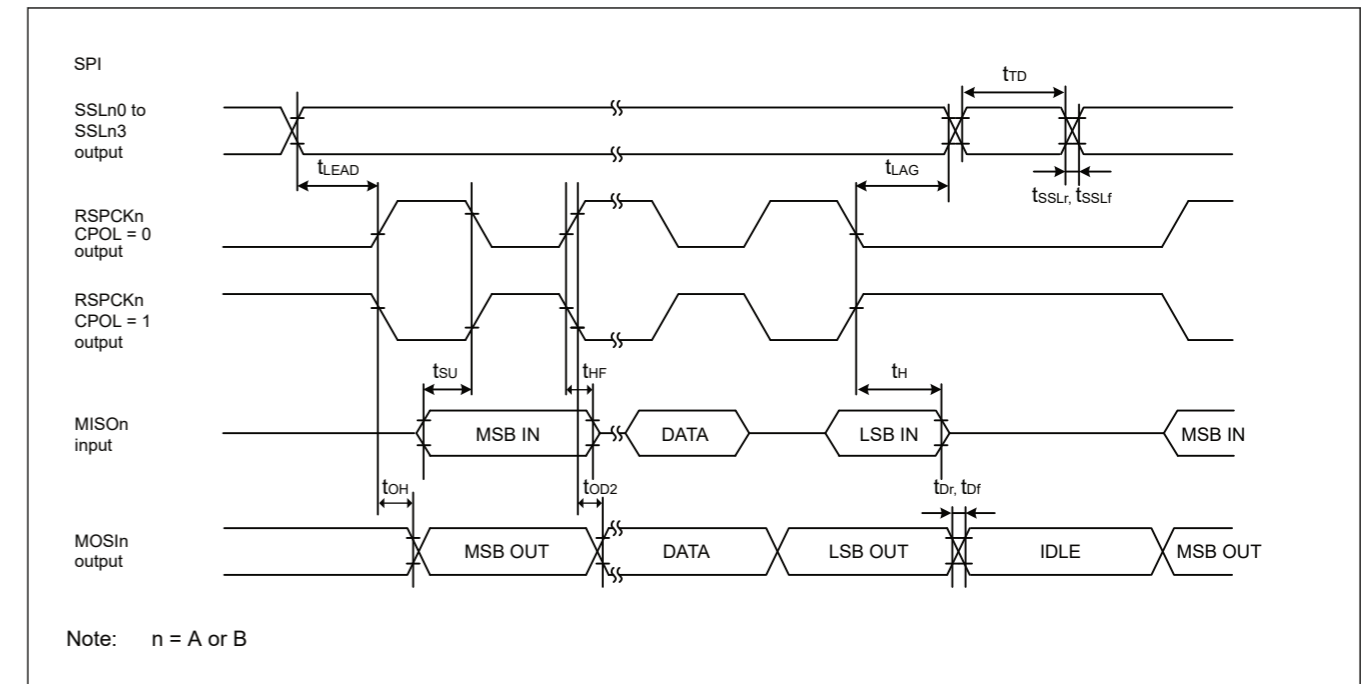 SPI
tTD
SSLn0 to
SSLn3
output
tLEAD
tLAG
tSSLr, tSSLf
RSPCKn
CPOL = 0
output
RSPCKn
CPOL = 1
output
tSU
tHF
tH
MISOn
input
MSB IN
DATA
LSB IN
MSB IN
tOH
tOD2
tDr, tDf
MOSIn
output
MSB OUT
DATA
LSB OUT
IDLE
MSB OUT
Note: n = A or B